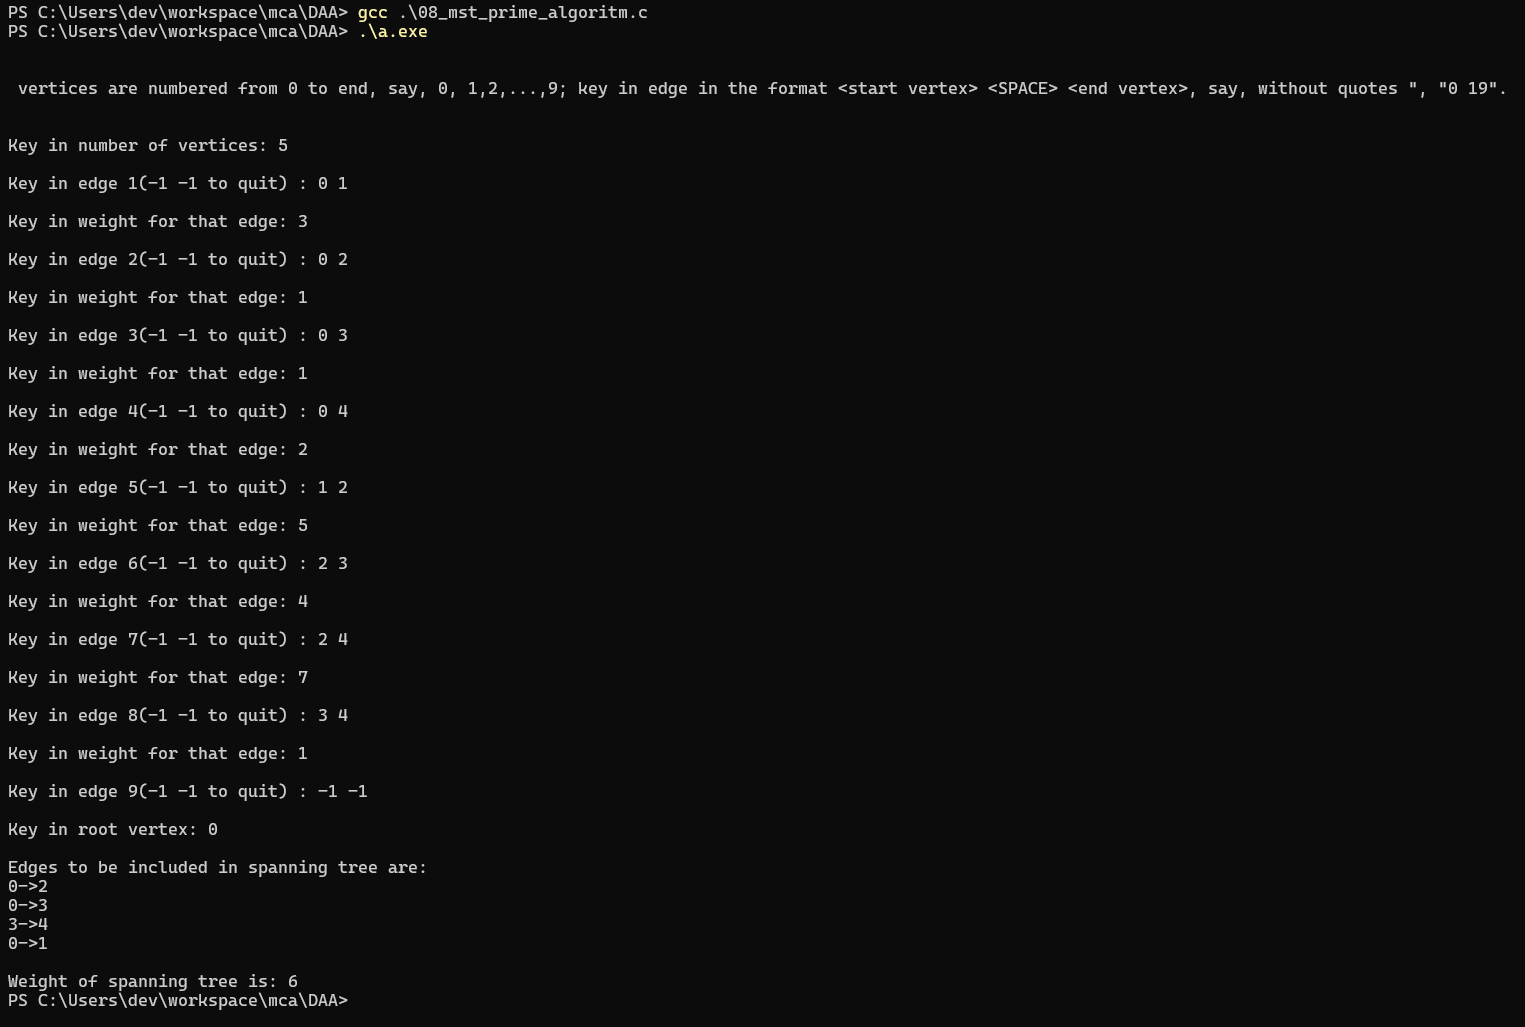 PS C:\Users\dev\workspace\mca\DAA> gcc .\08_mst_prime_algoritm.c
PS C:\Users\dev\workspace\mca\DAA> .\a.exe
vertices are numbered from 0 to end, say, 0, 1,2,...,9; key in edge in the format <start vertex> <SPACE> <end vertex>, say, without quotes ", "0 19".
Key in number of vertices: 5
Key in edge 1(-1 -1 to quit) : 0 1
Key in weight for that edge: 3
Key in edge 2(-1 -1 to quit) : 0 2
Key in weight for that edge: 1
Key in edge 3(-1 -1 to quit) : 0 3
Key in weight for that edge: 1
Key in edge 4(-1 -1 to quit) : 0 4
Key in weight for that edge: 2
Key in edge 5(-1 -1 to quit) : 1 2
Key in weight for that edge: 5
Key in edge 6(-1 -1 to quit) : 2 3
Key in weight for that edge: 4
Key in edge 7(-1 -1 to quit) : 2 4
Key in weight for that edge: 7
Key in edge 8(-1 -1 to quit) : 3 4
Key in weight for that edge: 1
Key in edge 9(-1 -1 to quit) : -1 -1
Key in root vertex: 0
Edges to be included in spanning tree are:
0->2
0->3
3->4
0->1
Weight of spanning tree is: 6
PS C:\Users\dev\workspace\mca\DAA>